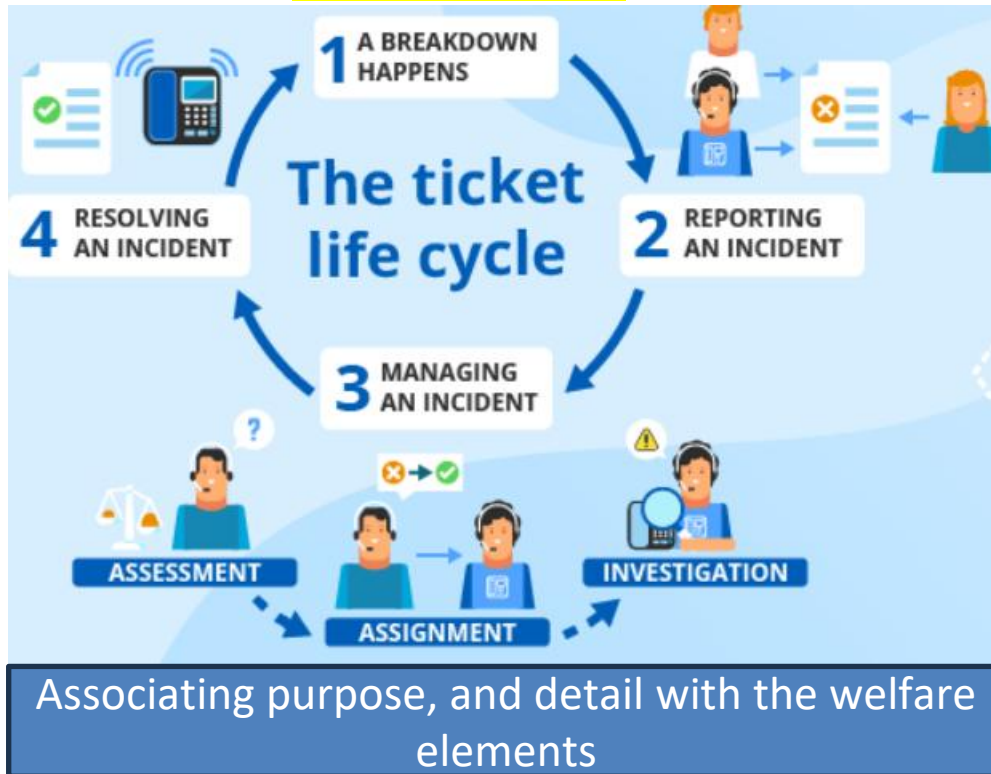 1 A BREAKDOWN
HAPPENS
The ticket
life cycle
2 REPORTING
AN INCIDENT
3 MANAGING
AN INCIDENT
4 RESOLVING
AN INCIDENT
?
ASSESSMENT
ASSIGNMENT
INVESTIGATION
Associating purpose, and detail with the welfare
elements